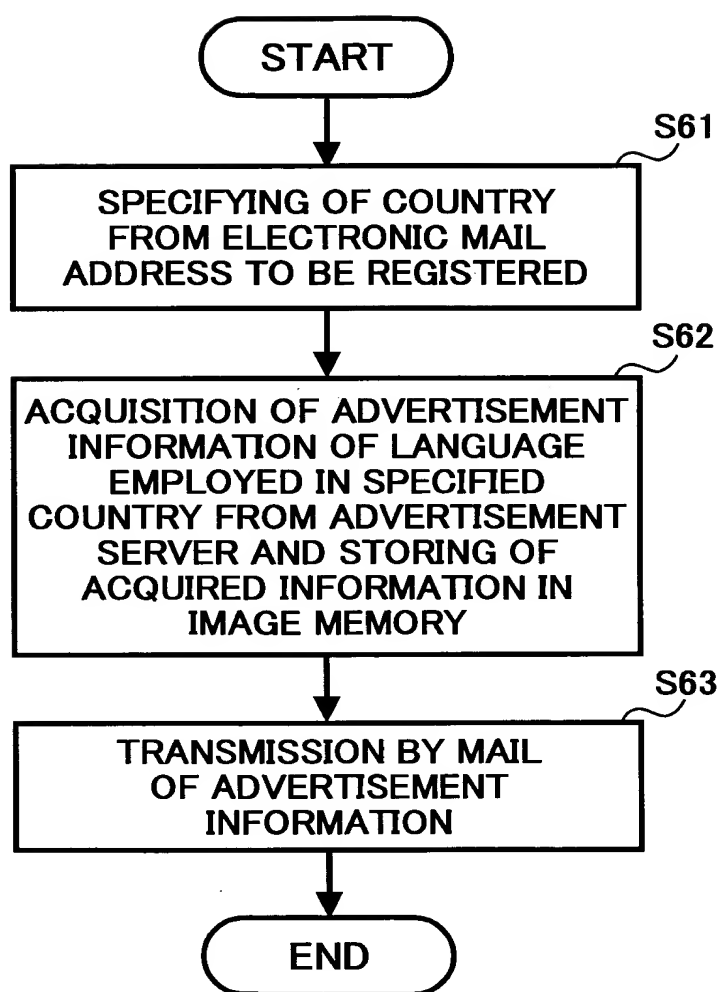 START
S61
SPECIFYING OF COUNTRY
FROM ELECTRONIC MAIL
ADDRESS TO BE REGISTERED
S62
ACQUISITION OF ADVERTISEMENT
INFORMATION OF LANGUAGE
EMPLOYED IN SPECIFIED
COUNTRY FROM ADVERTISEMENT
SERVER AND STORING OF
ACQUIRED INFORMATION IN
IMAGE MEMORY
S63
TRANSMISSION BY MAIL
OF ADVERTISEMENT
INFORMATION
END